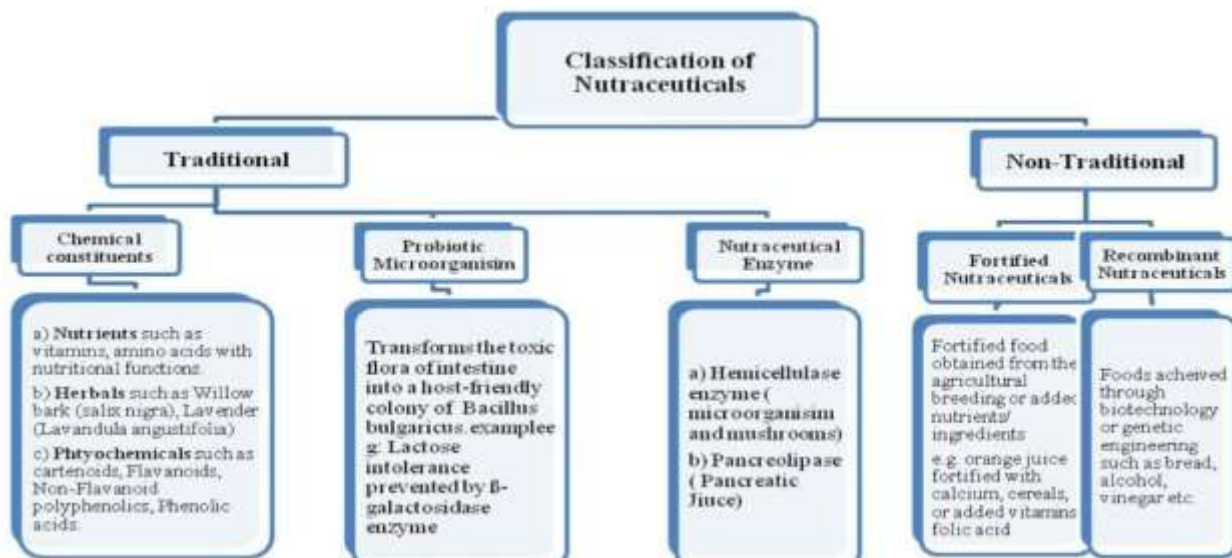 Classification of
Nutraceuticals
Traditional
Non-Traditional
Chemical
constituents
Probiotic
Microorganisim
Nutraceutical
Enzyme
Fortified
Nutraceuticals
Recombinant
Nutraceuticals
a) Nutrients such as
vitamins, amino acids with
nutritional functions.
b) Herbals such as Willow
bark (salix nigra), Lavender
(Lavandula angustifolia)
c) Phtyochemicals such as
cartenoids, Flavanoids,
Non-Flavanoid
polyphenolics, Phenolic
acids.
Transforms the toxic
flora of intestine
into a host-friendly
colony of Bacillus
bulgaricus. examplee
g: Lactose
intolerance
prevented by ß-
galactosidase
enzyme
a) Hemicellulase
enzyme (
microorganisim
and mushrooms)
b) Pancreolipase
( Pancreatic
Jiuce)
Fortified food
obtained from the
agricultural
breeding or added
nutrients/
ingredients
e.g. orange juice
fortified with
calcium, cereals,
or added vitamins
folic acid
Foods acheived
through
biotechnology
or genetic
engineering
such as bread,
alcohol,
vinegar etc.